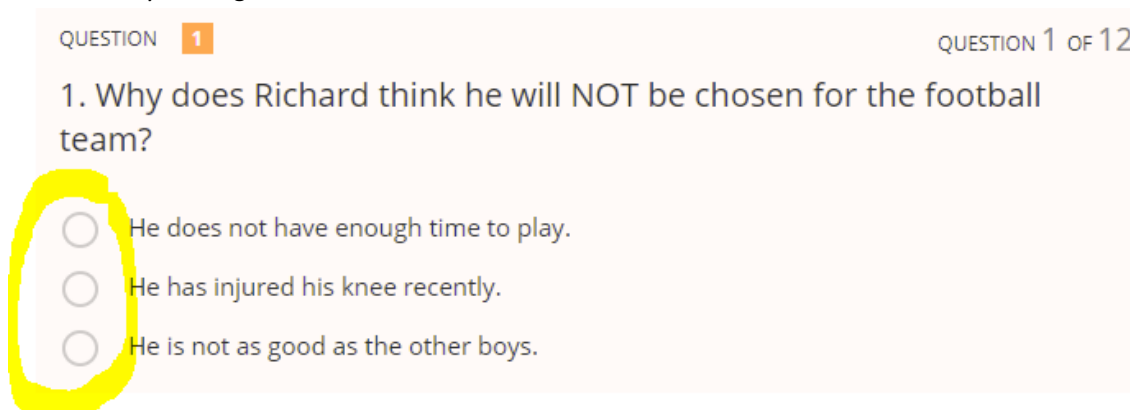 QUESTION 1
QUESTION 1 OF 12
1. Why does Richard think he will NOT be chosen for the football
team?
He does not have enough time to play.
He has injured his knee recently.
He is not as good as the other boys.